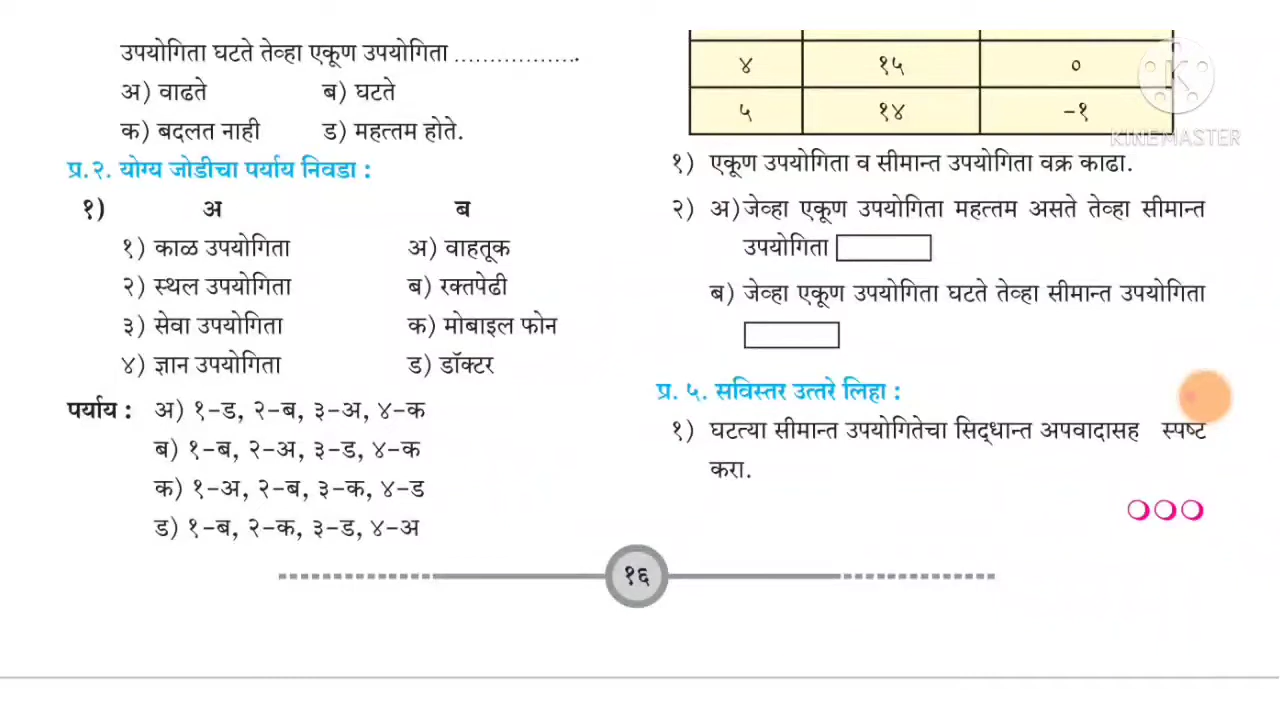 उपयोगिता घटते तेव्हा एकूण उपयोगिता ..................
अ) वाढते ब) घटते
क) बदलत नाही ड) महत्तम होते.
प्र.२. योग्य जोडीचा पर्याय निवडा :
१) अ ब
१) काळ उपयोगिता अ) वाहतूक
२) स्थल उपयोगिता ब) रक्तपेढी
३) सेवा उपयोगिता क) मोबाइल फोन
४) ज्ञान उपयोगिता ड) डॉक्टर
पर्याय : अ) १-ड, २-ब, ३-अ, ४-क
ब) १-ब, २-अ, ३-ड, ४-क
क) १-अ, २-ब, ३-क, ४-ड
ड) १-ब, २-क, ३-ड, ४-अ
४ १५ ०
५ १४ -१
K
KINEMASTER
१) एकूण उपयोगिता व सीमान्त उपयोगिता वक्र काढा.
२) अ) जेव्हा एकूण उपयोगिता महत्तम असते तेव्हा सीमान्त
उपयोगिता
ब) जेव्हा एकूण उपयोगिता घटते तेव्हा सीमान्त उपयोगिता
प्र. ५. सविस्तर उत्तरे लिहा :
१) घटत्या सीमान्त उपयोगितेचा सिद्धान्त अपवादासह स्पष्ट
करा.
१६